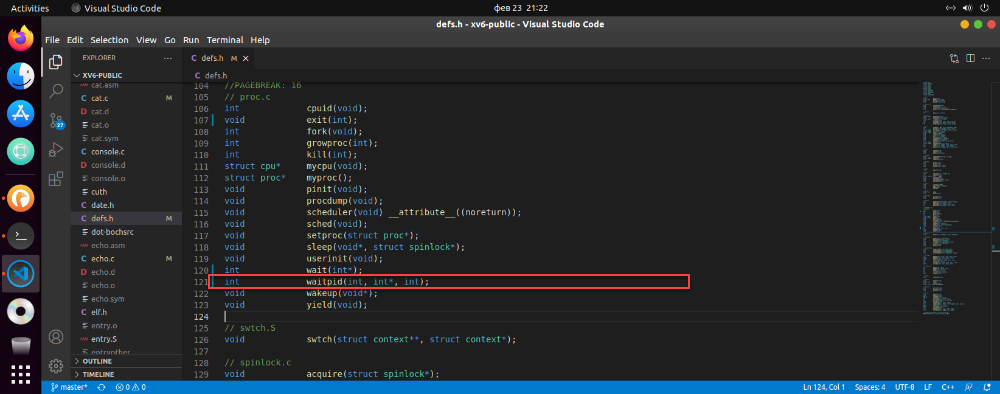 Activities Visual Studio Code фев 23 21:22
defs.h - xv6-public - Visual Studio Code
File Edit Selection View Go Run Terminal Help
EXPLORER ···
XV6-PUBLIC
ASM cat.asm
C cat.c M
D cat.d
cat.o
cat.sym
C console.c
D console.d
console.o
cuth
C date.h
C defs.h M
dot-bochsrc
ASM echo.asm
C echo.c M
D echo.d
echo.o
echo.sym
C elf.h
entry.o
ASM entry.S
entryother
OUTLINE
TIMELINE
27
C defs.h M ×
C defs.h
104 //PAGEBREAK: 16
105 // proc.c
106 int cpuid(void);
107 void exit(int);
108 int fork(void);
109 int growproc(int);
110 int kill(int);
111 struct cpu* mycpu(void);
112 struct proc* myproc();
113 void pinit(void);
114 void procdump(void);
115 void scheduler(void) __attribute__((noreturn));
116 void sched(void);
117 void setproc(struct proc*);
118 void sleep(void*, struct spinlock*);
119 void userinit(void);
120 int wait(int*);
121 int waitpid(int, int*, int);
122 void wakeup(void*);
123 void yield(void);
124
125 // swtch.S
126 void swtch(struct context**, struct context*);
127
128 // spinlock.c
129 void acquire(struct spinlock*);
master* 0 0 Ln 124, Col 1 Spaces: 4 UTF-8 LF C++